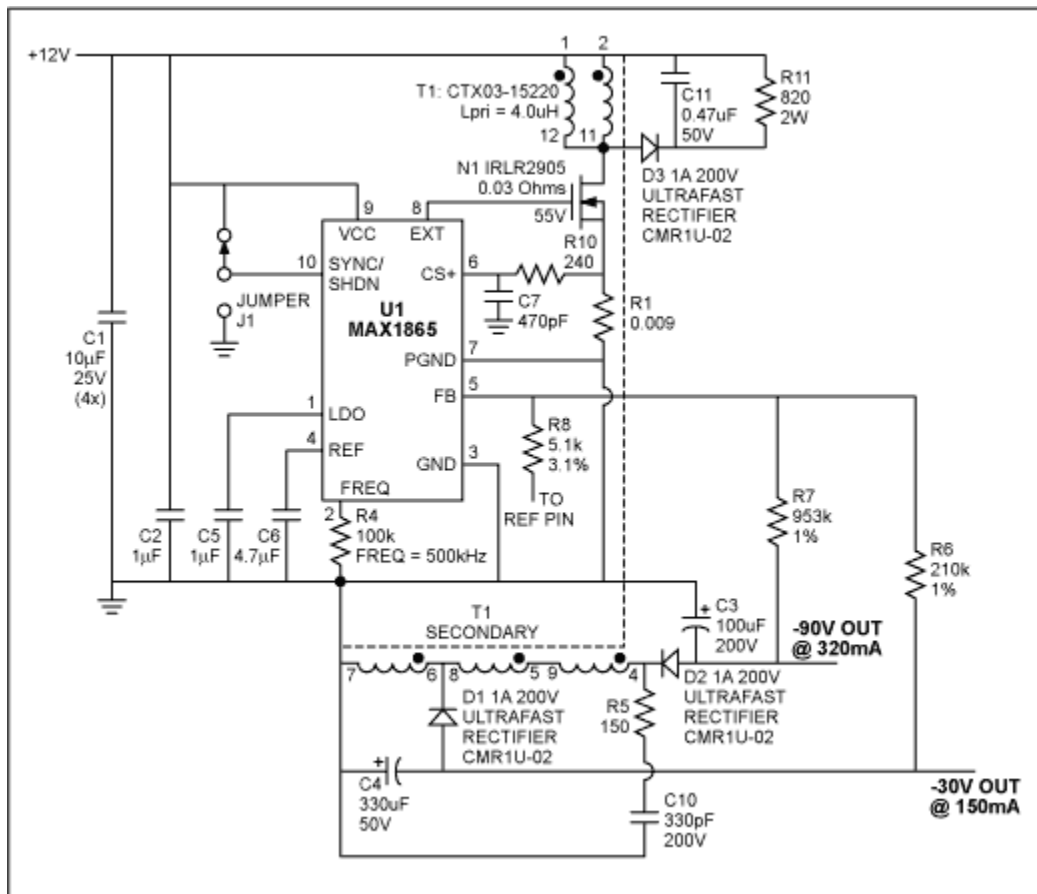 +12V
1
2
T1: CTX03-15220
Lpri = 4.0uH
12
11
C11
0.47uF
50V
R11
820
2W
N1 IRLR2905
0.03 Ohms
55V
D3 1A 200V
ULTRAFAST
RECTIFIER
CMR1U-02
9
8
VCC
EXT
10
SYNC/
SHDN
6
CS+
R10
240
JUMPER
J1
U1
MAX1865
C7
470pF
R1
0.009
C1
10µF
25V
(4x)
7
PGND
5
FB
1
LDO
4
REF
R8
5.1k
3.1%
3
GND
FREQ
TO
REF PIN
2
R4
100k
FREQ = 500kHz
C2
1µF
C5
1µF
C6
4.7µF
R7
953k
1%
R6
210k
1%
T1
SECONDARY
C3
+
100uF
200V
-90V OUT
@ 320mA
7
6
8
5
9
4
D1 1A 200V
ULTRAFAST
RECTIFIER
CMR1U-02
R5
150
D2 1A 200V
ULTRAFAST
RECTIFIER
CMR1U-02
+
C4
330uF
50V
C10
330pF
200V
-30V OUT
@ 150mA